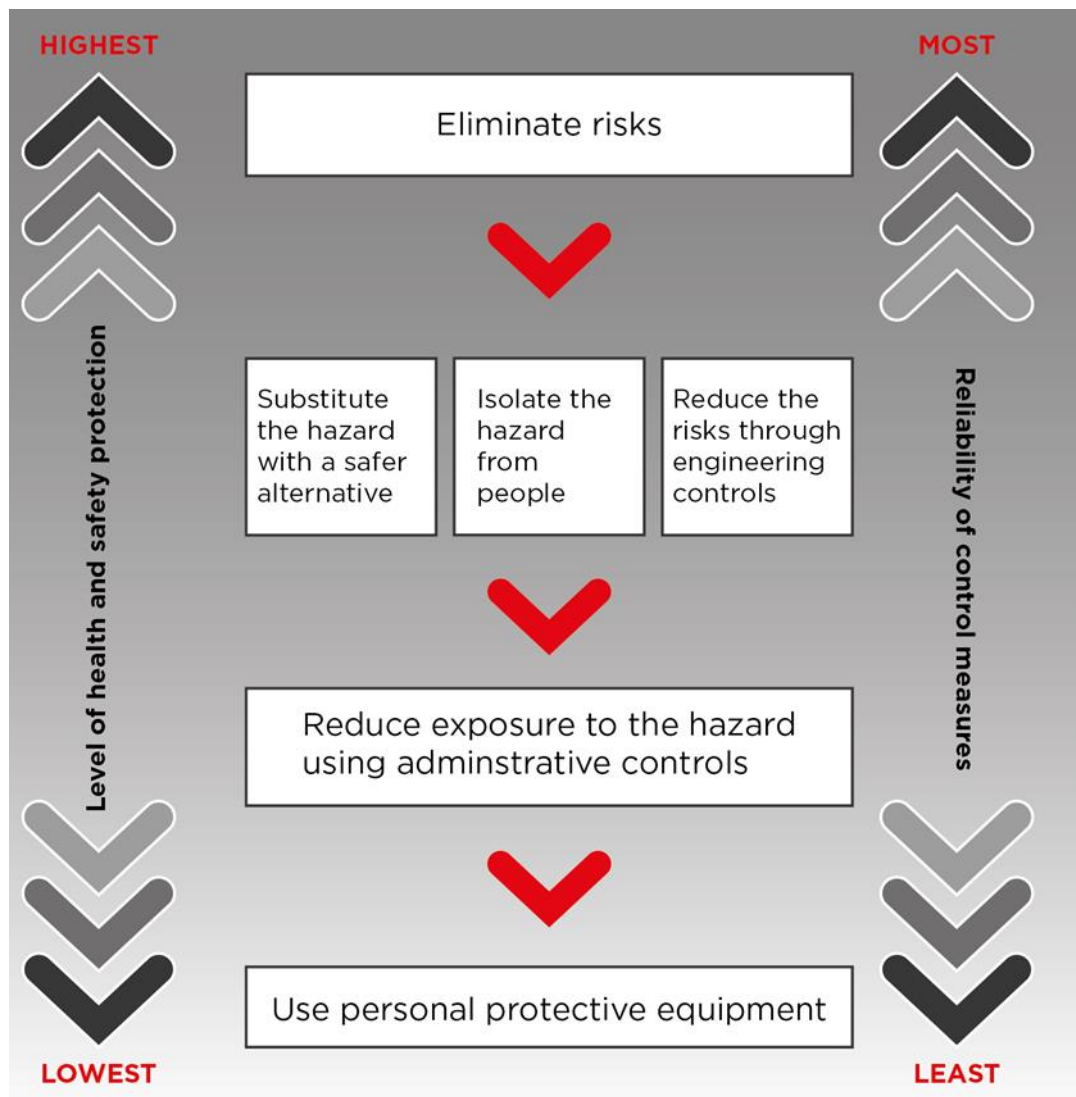 HIGHEST
MOST
Eliminate risks
Substitute
the hazard
with a safer
alternative
Isolate the
hazard
from
people
Reduce the
risks through
engineering
controls
Level of health and safety protection
Reliability of control measures
Reduce exposure to the hazard
using adminstrative controls
Use personal protective equipment
LOWEST
LEAST